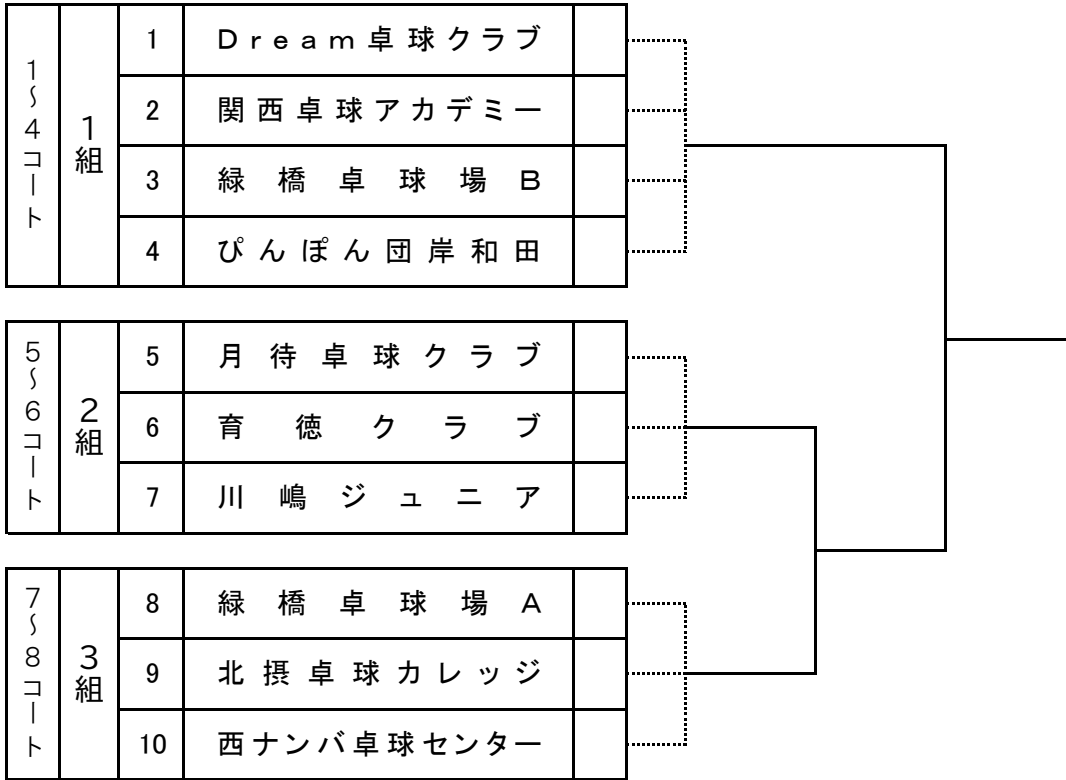 1～4コート
1組
1 Dream卓球クラブ
2 関西卓球アカデミー
3 緑橋卓球場B
4 ぴんぽん団岸和田
5～6コート
2組
5 月待卓球クラブ
6 育徳クラブ
7 川嶋ジュニア
7～8コート
3組
8 緑橋卓球場A
9 北摂卓球カレッジ
10 西ナンバ卓球センター